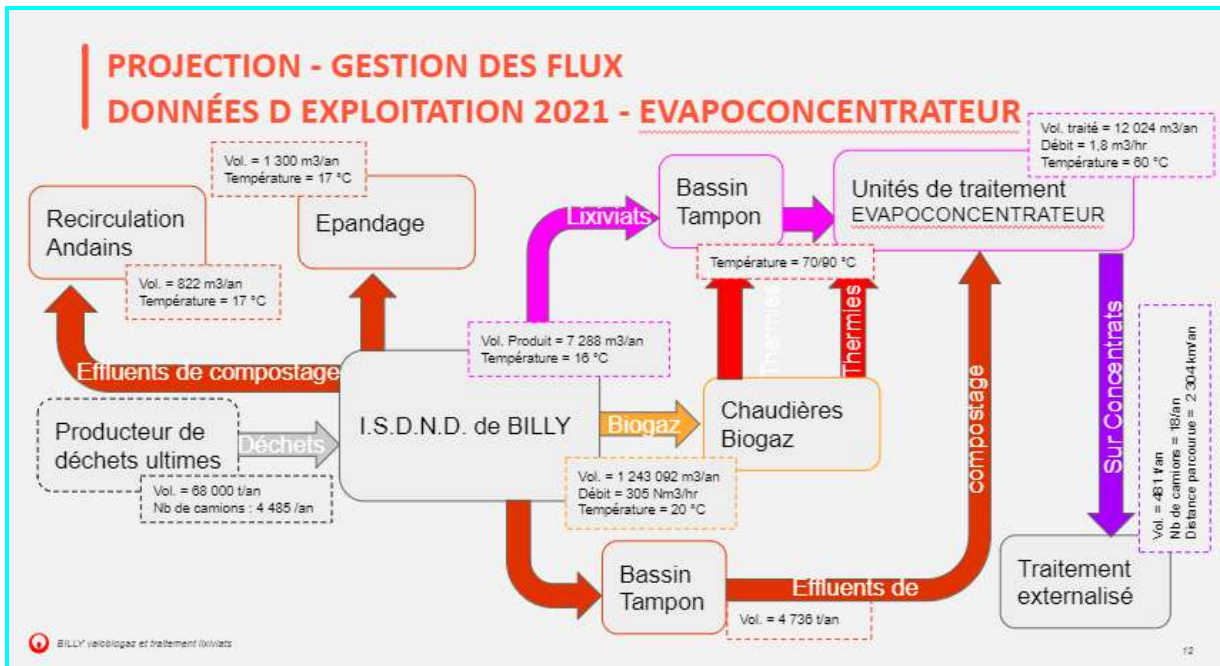 PROJECTION - GESTION DES FLUX
DONNÉES D EXPLOITATION 2021 - EVAPOCONCENTRATEUR
Vol. traité = 12 024 m3/an
Débit = 1,8 m3/hr
Température = 60 °C
Vol. = 1 300 m3/an
Température = 17 °C
Recirculation
Andains
Epandage
Lixiviats
Bassin
Tampon
Unités de traitement
EVAPOCONCENTRATEUR
Vol. = 822 m3/an
Température = 17 °C
Température = 70/90 °C
Thermies
Thermies
Vol. Produit = 7 288 m3/an
Température = 16 °C
Effluents de compostage
Producteur de
déchets ultimes
Déchets
I.S.D.N.D. de BILLY
Biogaz
Chaudières
Biogaz
compostage
Sur Concentrats
Vol. = 481 t/an
Nb de camions = 18/an
Distance parcourue = 2 304 km/an
Vol. = 68 000 t/an
Nb de camions : 4 485 /an
Vol. = 1 243 092 m3/an
Débit = 305 Nm3/hr
Température = 20 °C
Bassin
Tampon
Effluents de
Vol. = 4 736 t/an
Traitement
externalisé
BILLY valobiogaz et traitement lixiviats
12